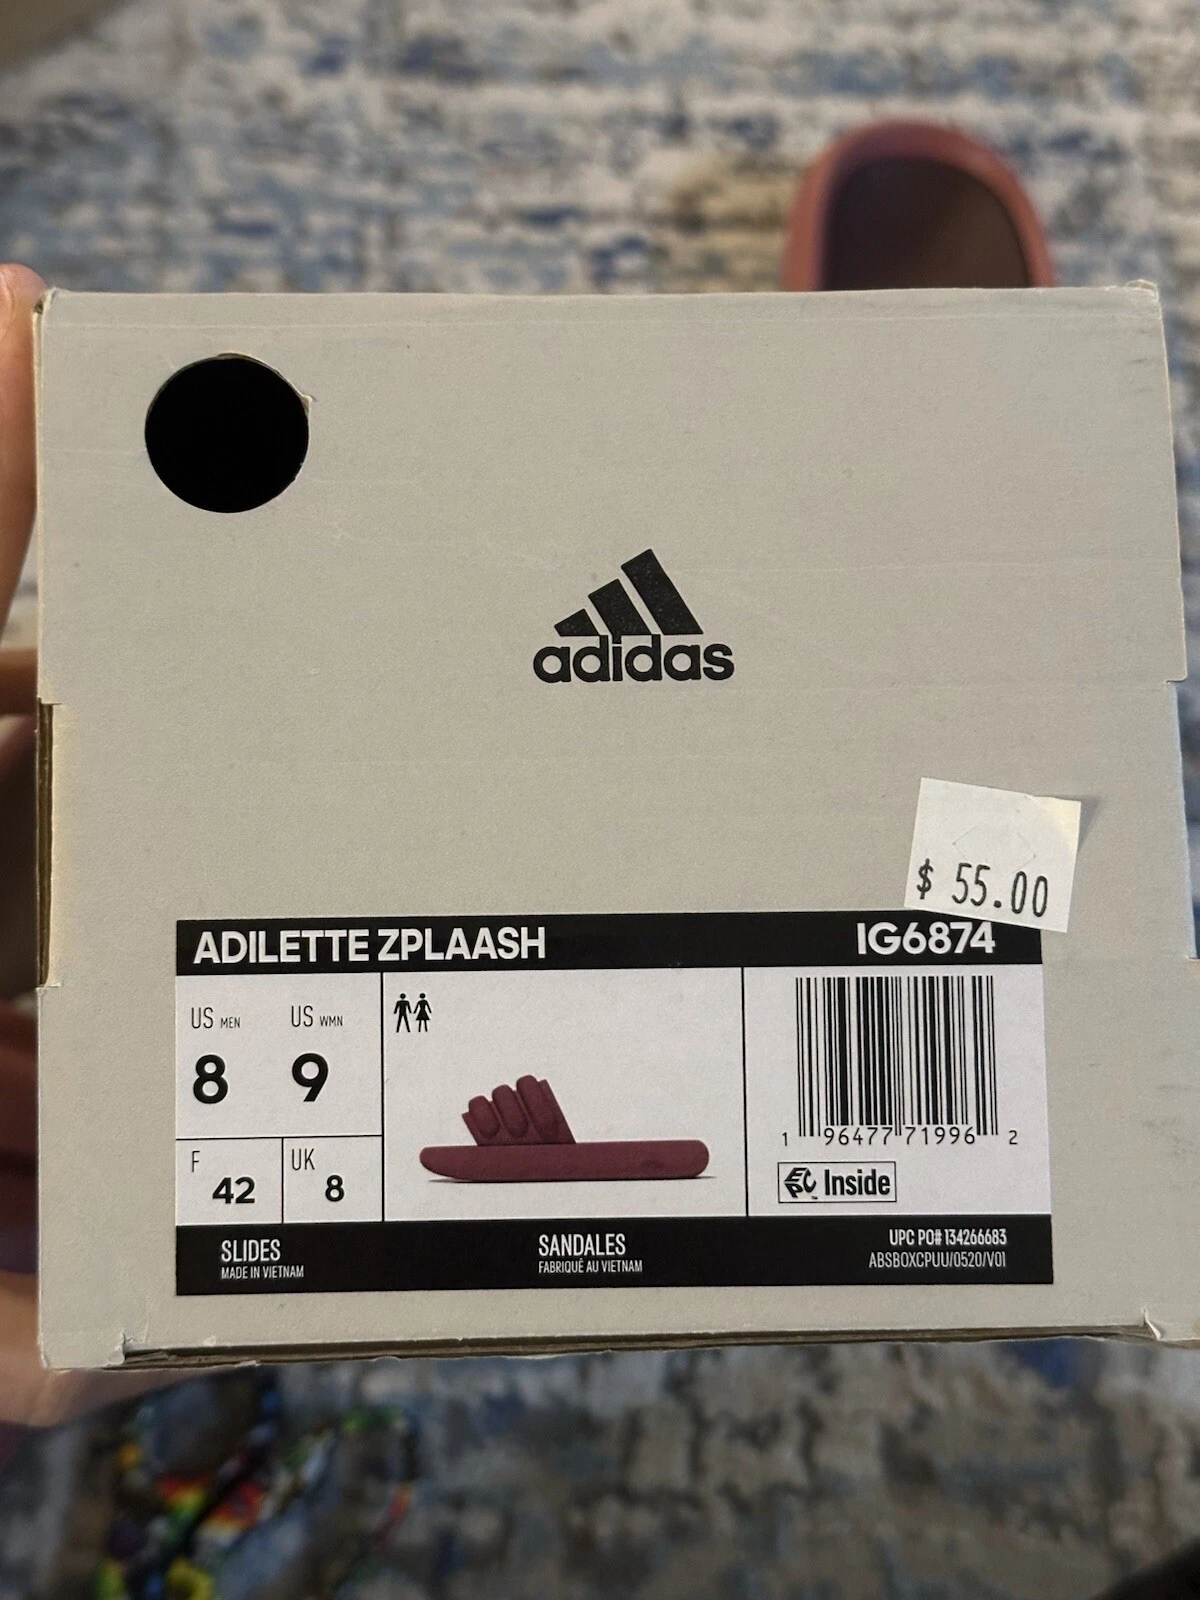 adidas
$ 55.00
ADILETTE ZPLAASH
IG6874
US MEN
8
US WMN
9
F
42
UK
8
1 96477 71996 2
EPC Inside
SLIDES
MADE IN VIETNAM
SANDALES
FABRIQUÉ AU VIETNAM
UPC PO# 134266683
ABSBOXCPUU/0520/V01